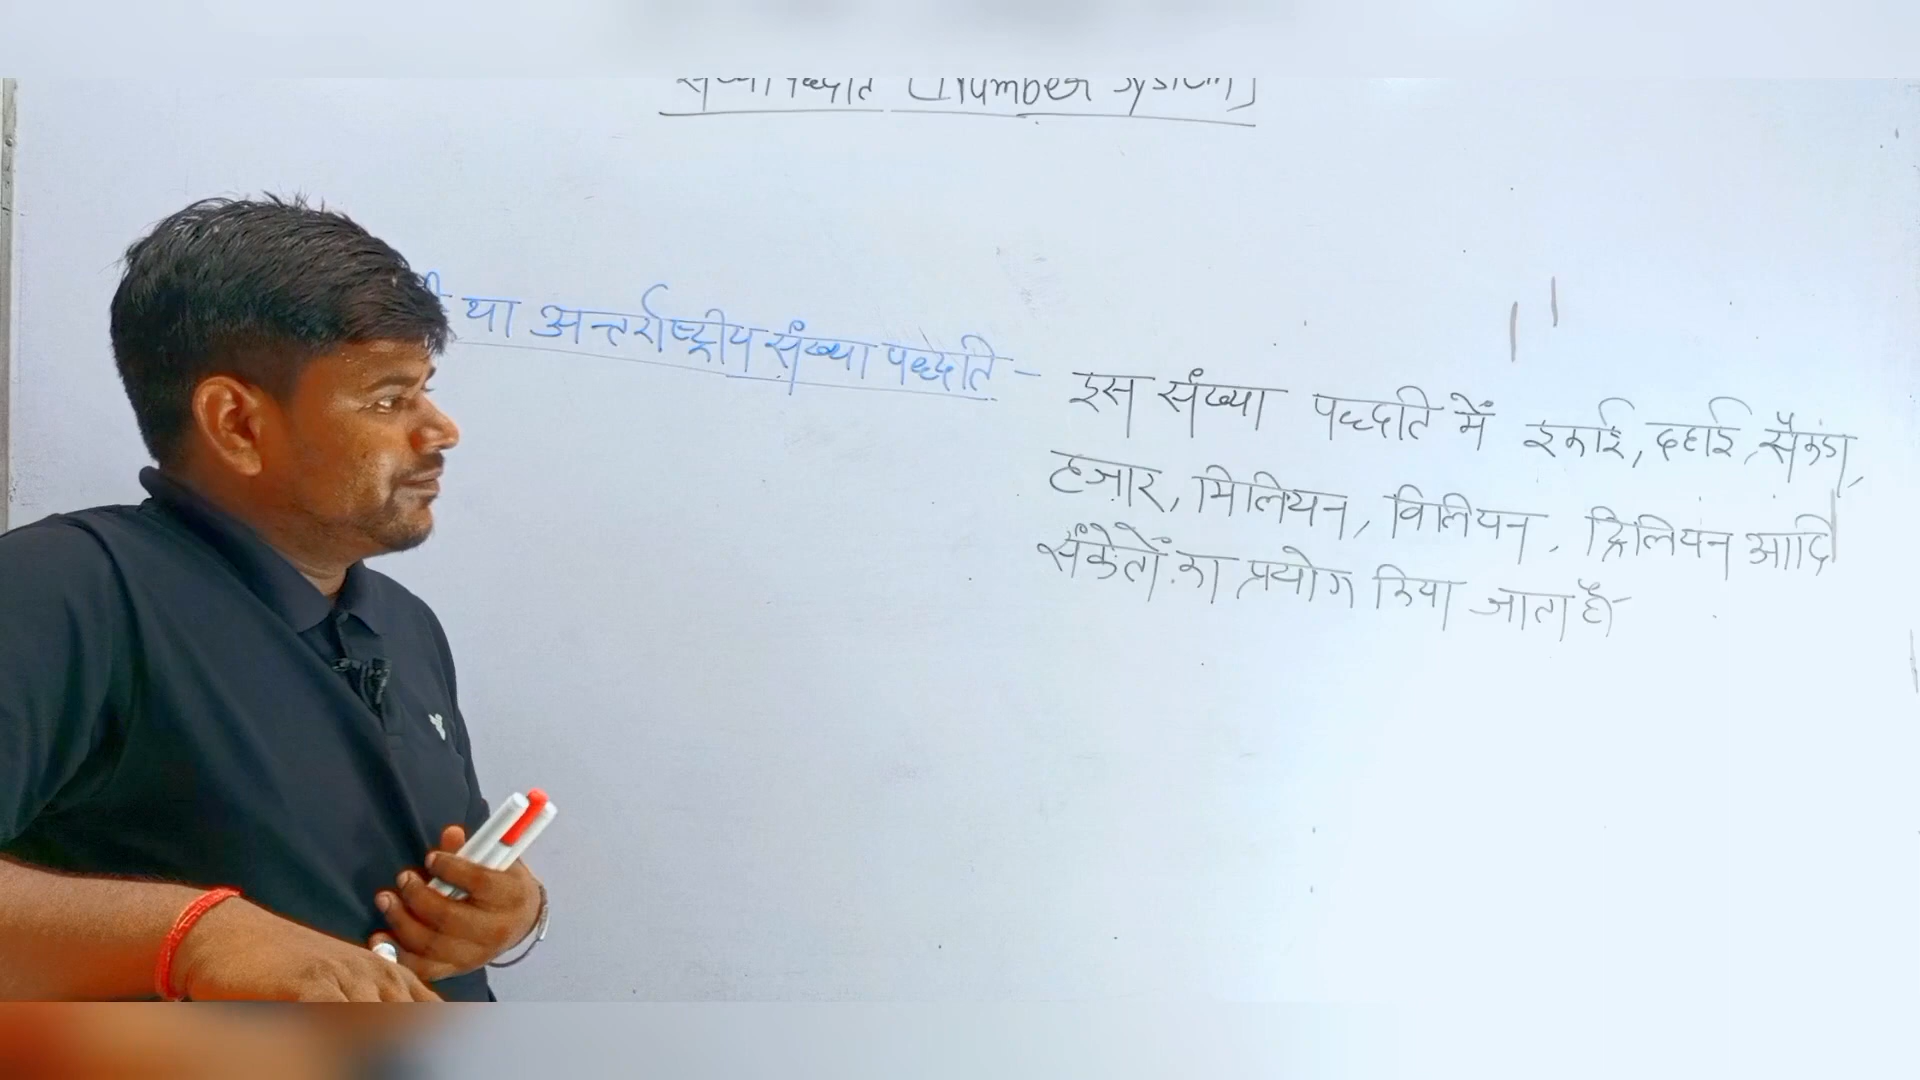 संख्या पद्धति [Number System]
या अन्तर्राष्ट्रीय संख्या पद्धति -
इस संख्या पद्धति में इकाई, दहाई, सैकड़ा,
हजार, मिलियन, विलियन, ट्रिलियन आदि
संकेतों का प्रयोग किया जाता है-